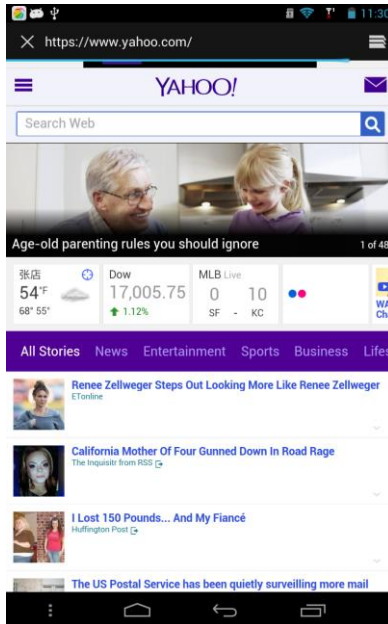 11:30
https://www.yahoo.com/
YAHOO!
Search Web
Age-old parenting rules you should ignore
1 of 48
张店
54°F
68° 55°
Dow
17,005.75
1.12%
MLB Live
0 10
SF - KC
WA
Ch
All Stories News Entertainment Sports Business Lifes
Renee Zellweger Steps Out Looking More Like Renee Zellweger
ETonline
California Mother Of Four Gunned Down In Road Rage
The Inquisitr from RSS
I Lost 150 Pounds... And My Fiancé
Huffington Post
The US Postal Service has been quietly surveilling more mail